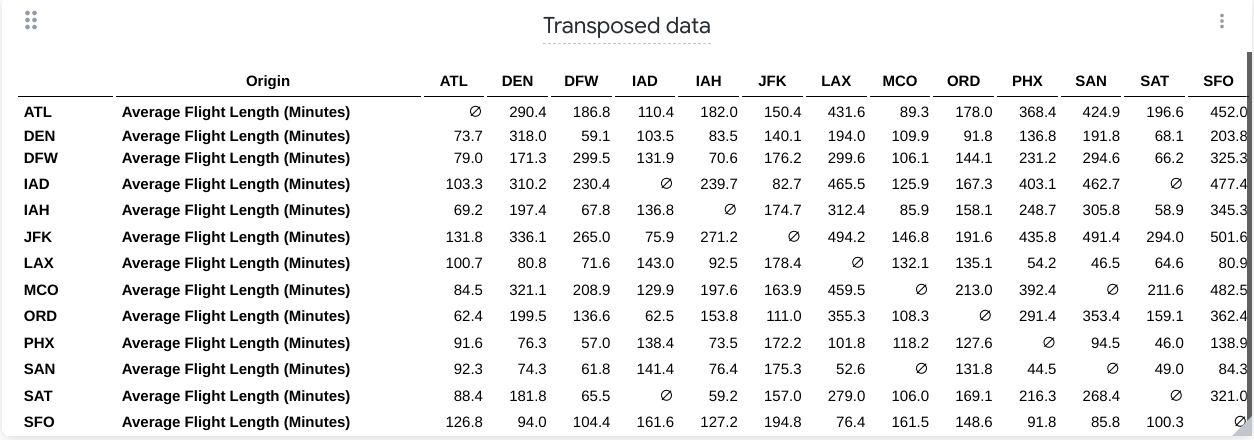 Transposed data
Origin ATL DEN DFW IAD IAH JFK LAX MCO ORD PHX SAN SAT SFO
ATL Average Flight Length (Minutes) ∅ 290.4 186.8 110.4 182.0 150.4 431.6 89.3 178.0 368.4 424.9 196.6 452.0
DEN Average Flight Length (Minutes) 73.7 318.0 59.1 103.5 83.5 140.1 194.0 109.9 91.8 136.8 191.8 68.1 203.8
DFW Average Flight Length (Minutes) 79.0 171.3 299.5 131.9 70.6 176.2 299.6 106.1 144.1 231.2 294.6 66.2 325.3
IAD Average Flight Length (Minutes) 103.3 310.2 230.4 ∅ 239.7 82.7 465.5 125.9 167.3 403.1 462.7 ∅ 477.4
IAH Average Flight Length (Minutes) 69.2 197.4 67.8 136.8 ∅ 174.7 312.4 85.9 158.1 248.7 305.8 58.9 345.3
JFK Average Flight Length (Minutes) 131.8 336.1 265.0 75.9 271.2 ∅ 494.2 146.8 191.6 435.8 491.4 294.0 501.6
LAX Average Flight Length (Minutes) 100.7 80.8 71.6 143.0 92.5 178.4 ∅ 132.1 135.1 54.2 46.5 64.6 80.9
MCO Average Flight Length (Minutes) 84.5 321.1 208.9 129.9 197.6 163.9 459.5 ∅ 213.0 392.4 ∅ 211.6 482.5
ORD Average Flight Length (Minutes) 62.4 199.5 136.6 62.5 153.8 111.0 355.3 108.3 ∅ 291.4 353.4 159.1 362.4
PHX Average Flight Length (Minutes) 91.6 76.3 57.0 138.4 73.5 172.2 101.8 118.2 127.6 ∅ 94.5 46.0 138.9
SAN Average Flight Length (Minutes) 92.3 74.3 61.8 141.4 76.4 175.3 52.6 ∅ 131.8 44.5 ∅ 49.0 84.3
SAT Average Flight Length (Minutes) 88.4 181.8 65.5 ∅ 59.2 157.0 279.0 106.0 169.1 216.3 268.4 ∅ 321.0
SFO Average Flight Length (Minutes) 126.8 94.0 104.4 161.6 127.2 194.8 76.4 161.5 148.6 91.8 85.8 100.3 ∅